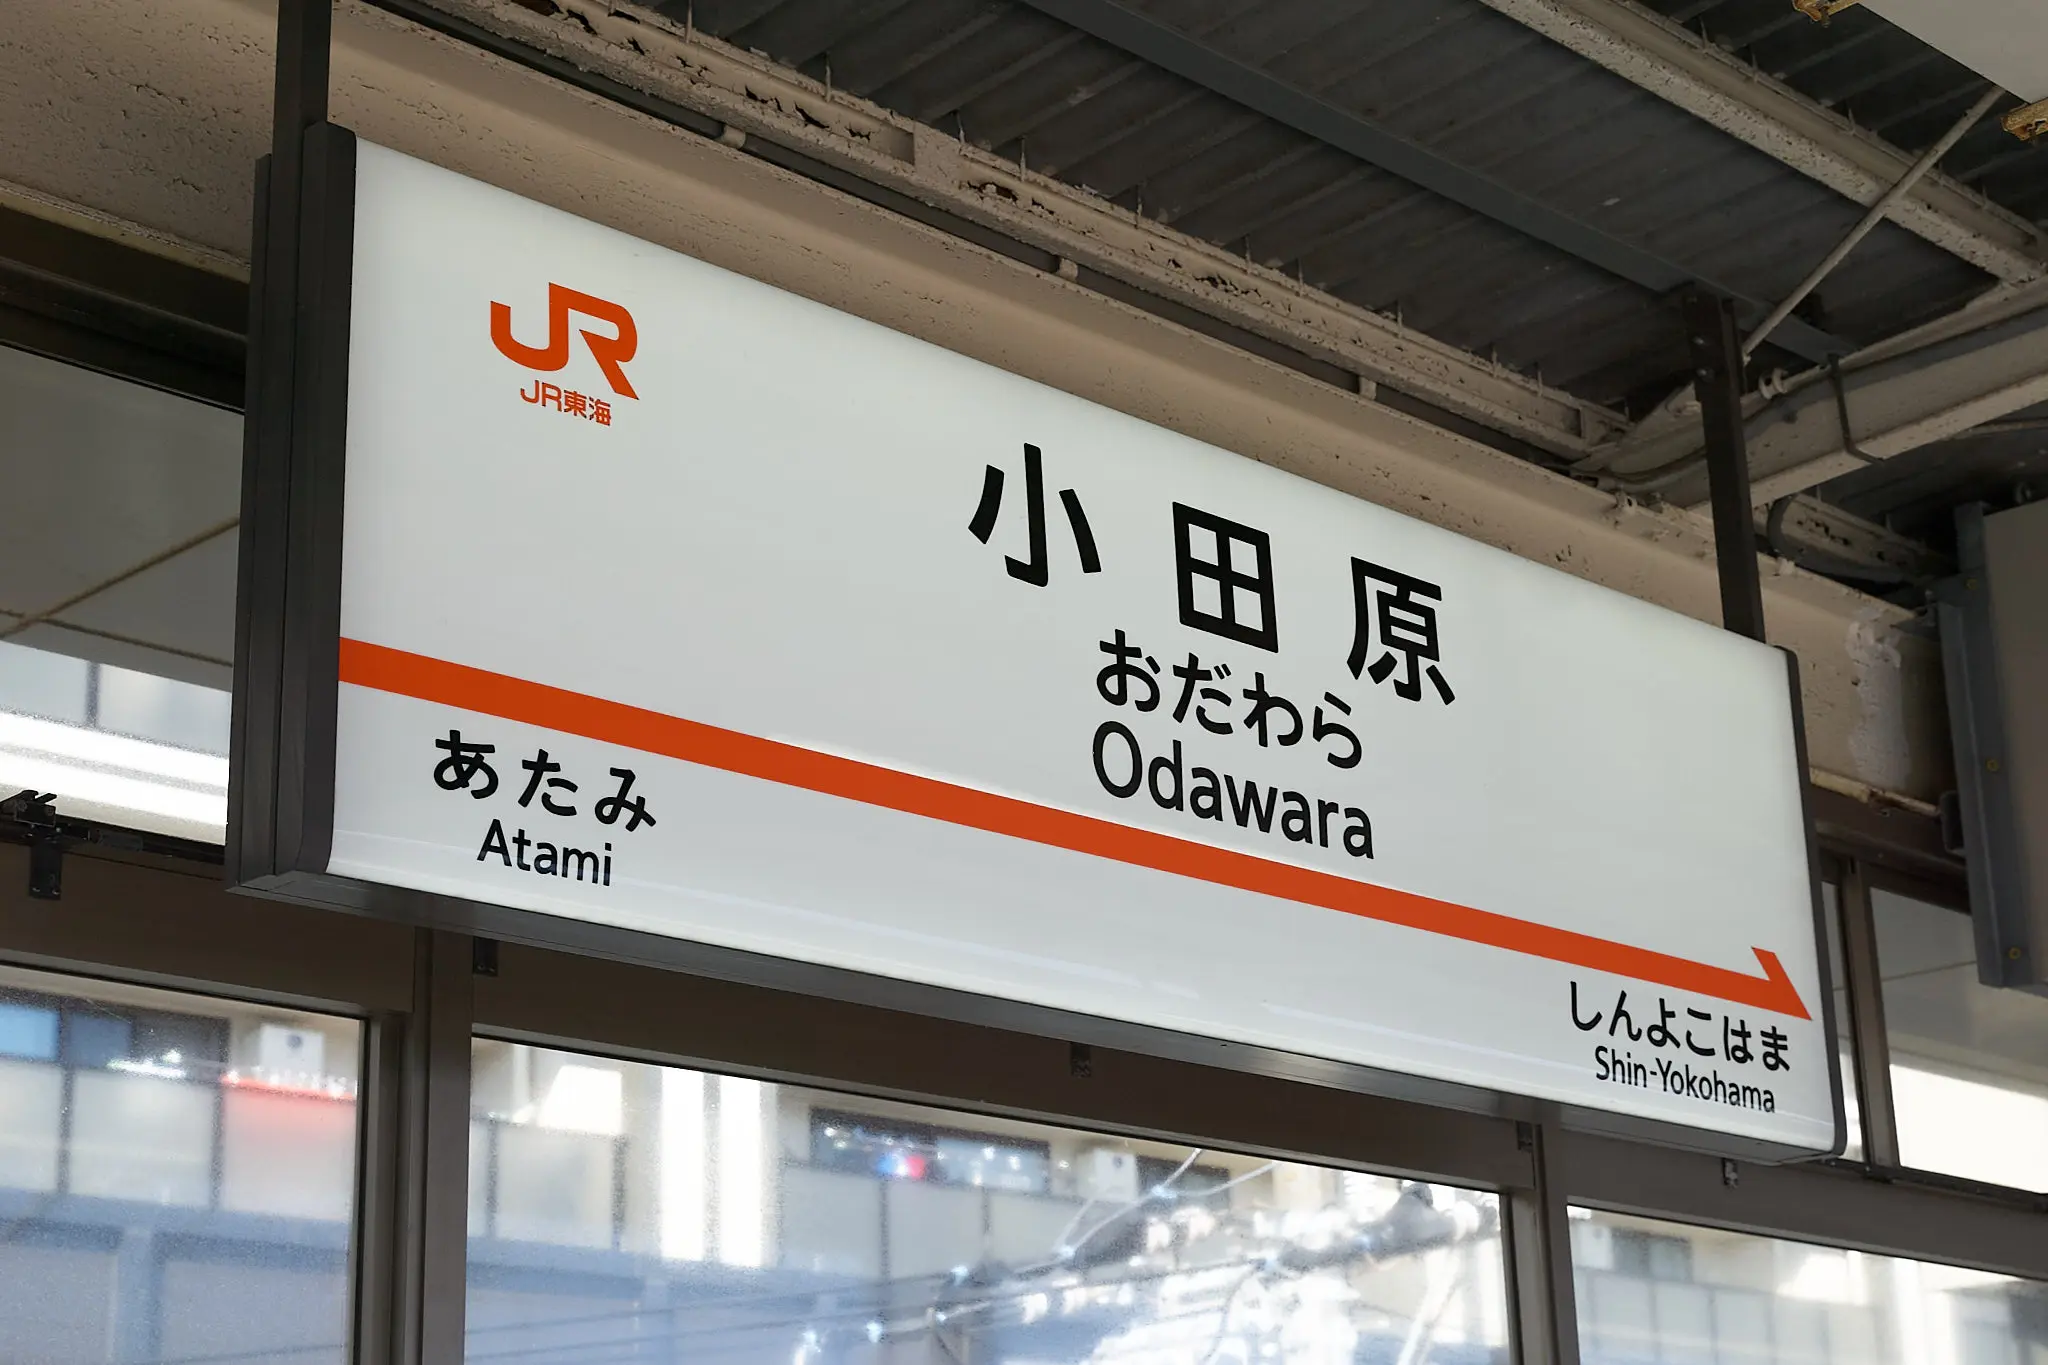 JR
JR東海
小田原
おだわら
Odawara
あたみ
Atami
しんよこはま
Shin-Yokohama